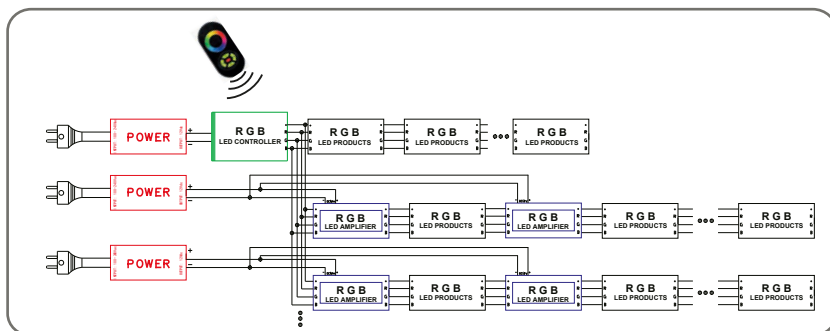 POWER
+
−
RGB
LED CONTROLLER
RGB
LED PRODUCTS
RGB
LED PRODUCTS
RGB
LED PRODUCTS
POWER
+
−
RGB
LED AMPLIFIER
RGB
LED PRODUCTS
RGB
LED AMPLIFIER
RGB
LED PRODUCTS
RGB
LED PRODUCTS
POWER
+
−
RGB
LED AMPLIFIER
RGB
LED PRODUCTS
RGB
LED AMPLIFIER
RGB
LED PRODUCTS
RGB
LED PRODUCTS